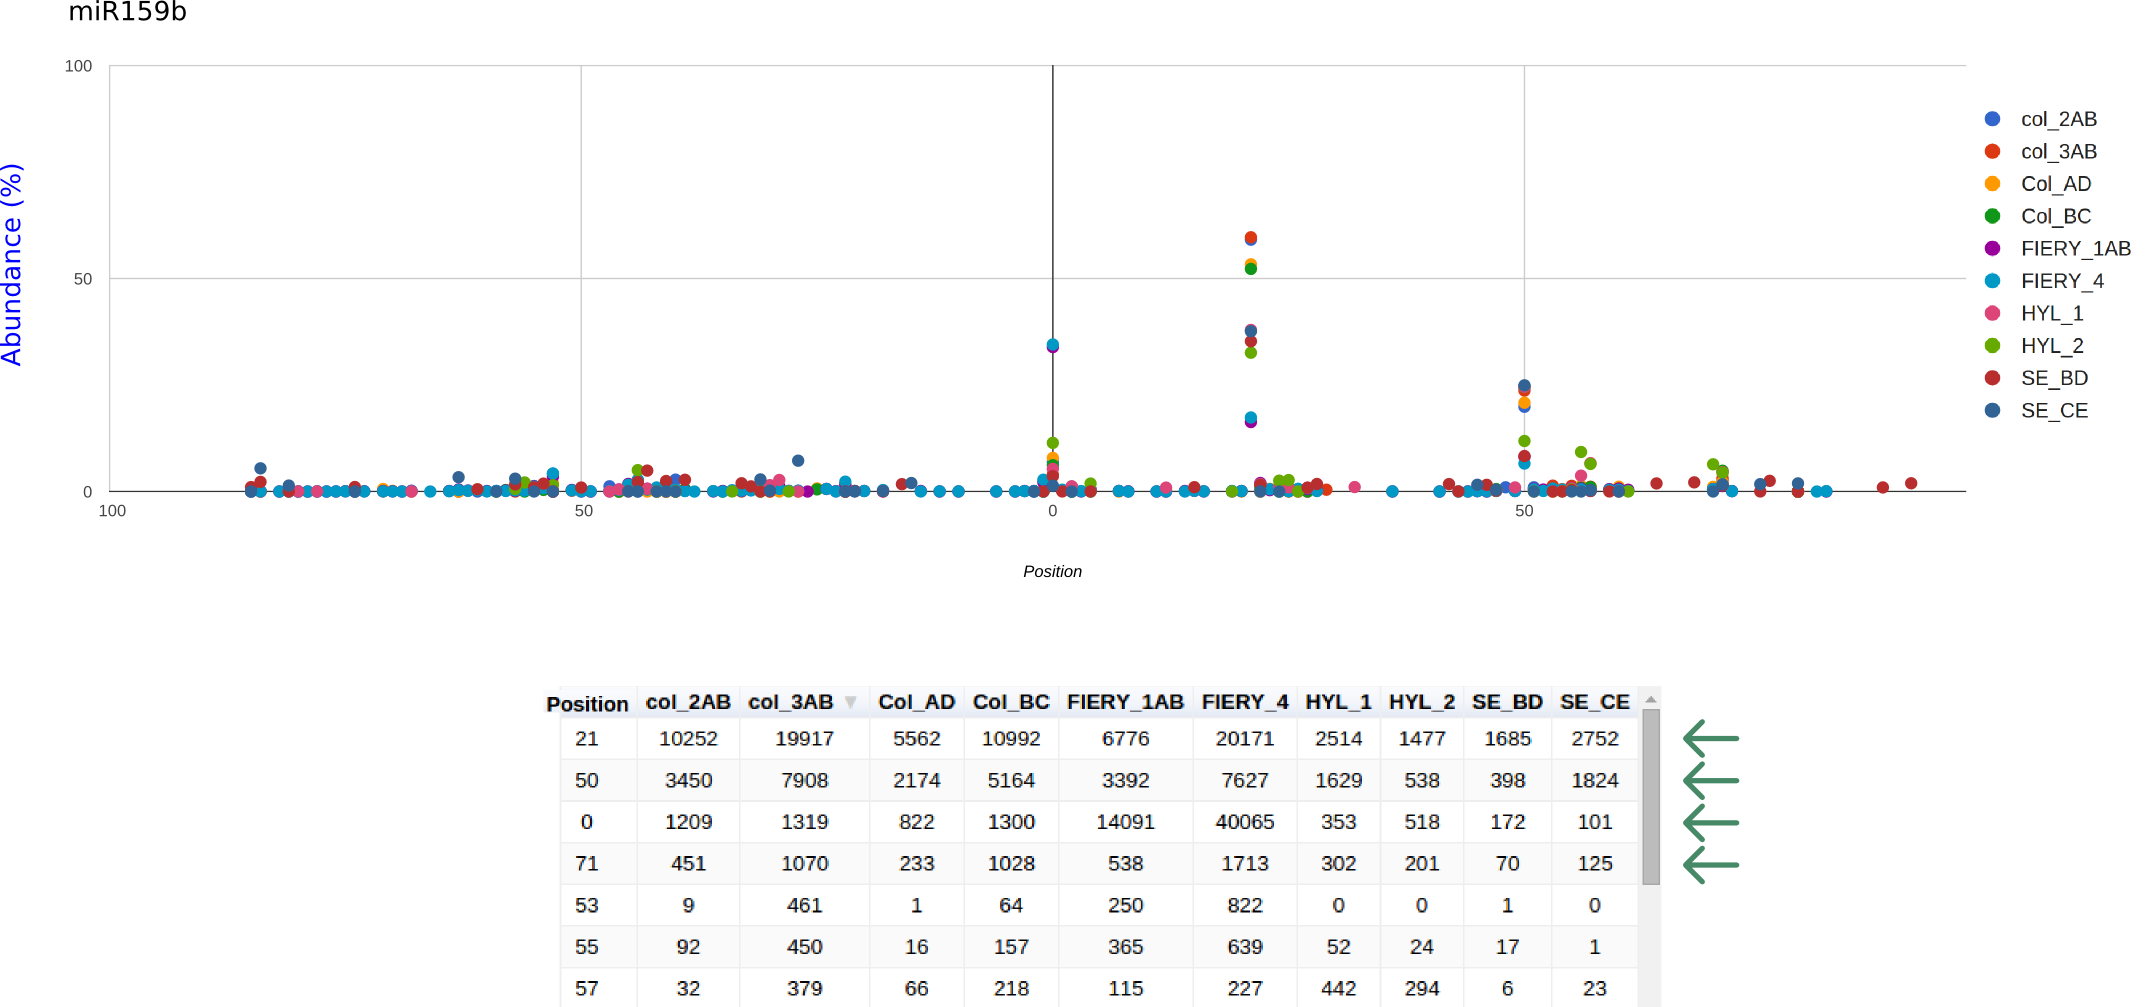 miR159b
Abundance (%)
100
50
0
100 50 0 50
Position
col_2AB
col_3AB
Col_AD
Col_BC
FIERY_1AB
FIERY_4
HYL_1
HYL_2
SE_BD
SE_CE
Position col_2AB col_3AB Col_AD Col_BC FIERY_1AB FIERY_4 HYL_1 HYL_2 SE_BD SE_CE
21 10252 19917 5562 10992 6776 20171 2514 1477 1685 2752
50 3450 7908 2174 5164 3392 7627 1629 538 398 1824
0 1209 1319 822 1300 14091 40065 353 518 172 101
71 451 1070 233 1028 538 1713 302 201 70 125
53 9 461 1 64 250 822 0 0 1 0
55 92 450 16 157 365 639 52 24 17 1
57 32 379 66 218 115 227 442 294 6 23